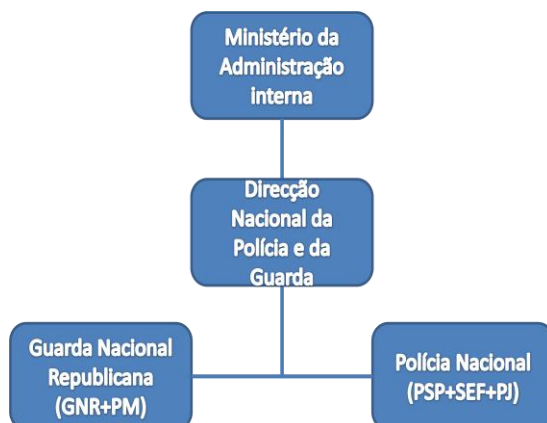 Ministério da
Administração
interna
Direcção
Nacional da
Polícia e da
Guarda
Guarda Nacional
Republicana
(GNR+PM)
Polícia Nacional
(PSP+SEF+PJ)